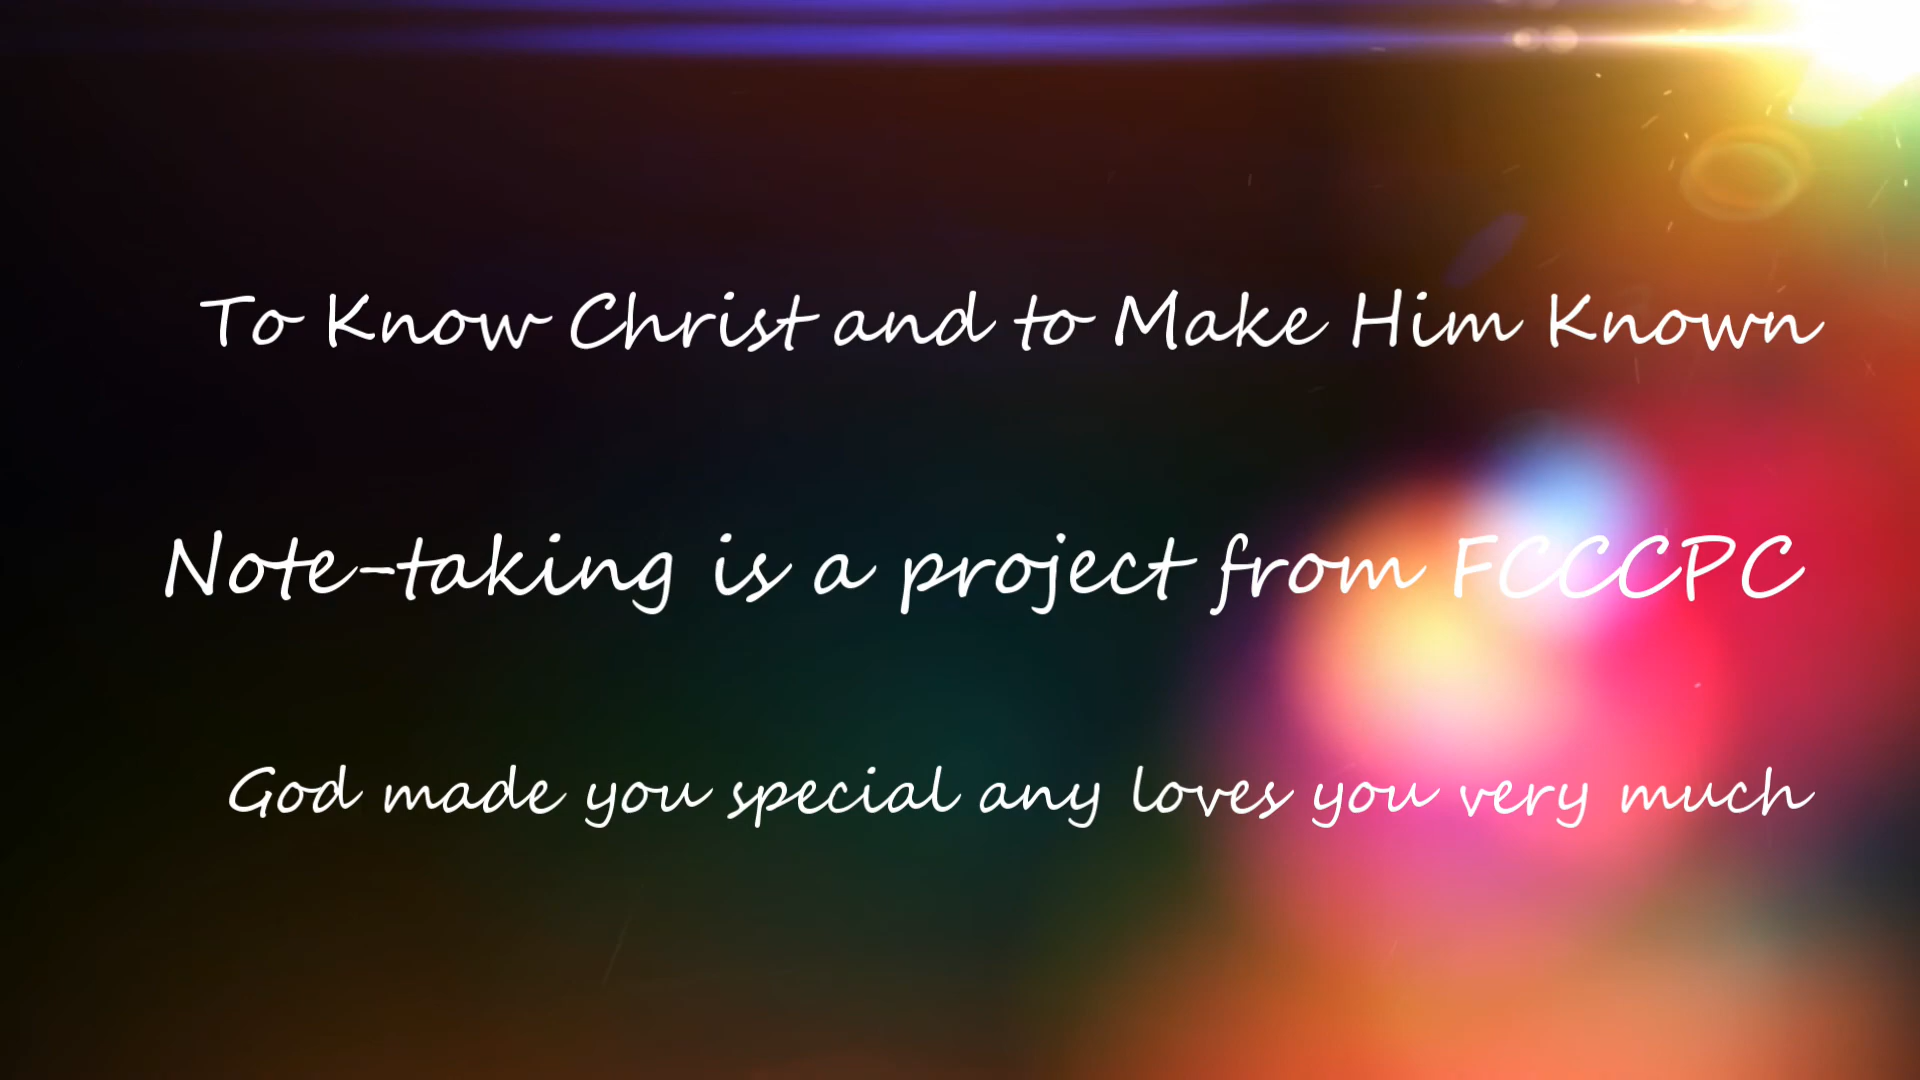 To Know Christ and to Make Him Known
Note-taking is a project from FCCCPC
God made you special any loves you very much